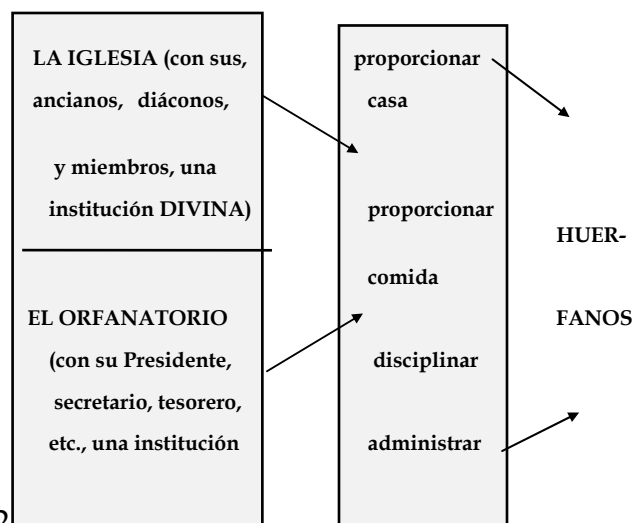 LA IGLESIA (con sus,
ancianos, diáconos,
y miembros, una
institución DIVINA)
EL ORFANATORIO
(con su Presidente,
secretario, tesorero,
etc., una institución
proporcionar
casa
proporcionar
comida
disciplinar
administrar
HUER-
FANOS
2